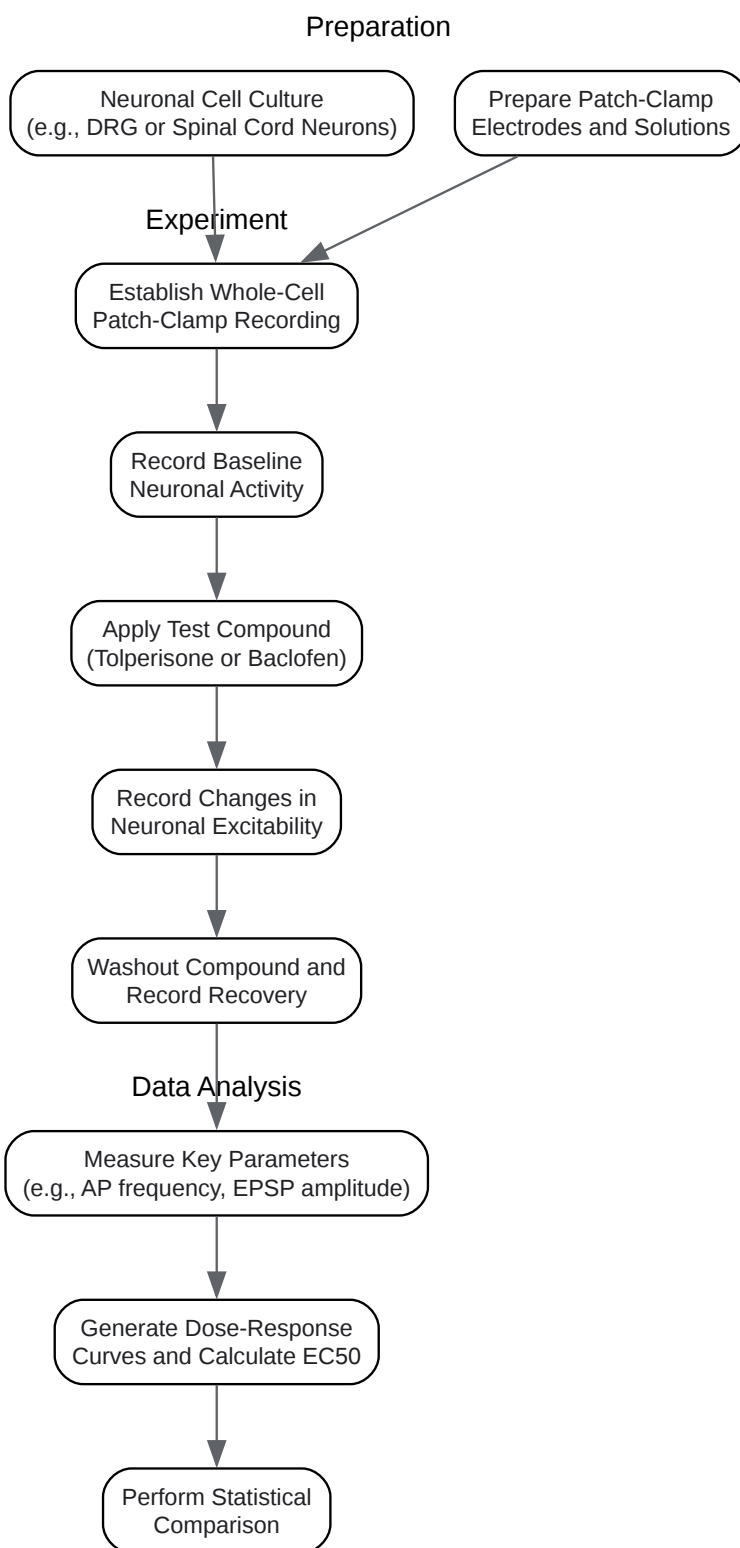 Preparation
Neuronal Cell Culture
(e.g., DRG or Spinal Cord Neurons)
Prepare Patch-Clamp
Electrodes and Solutions
Experiment
Establish Whole-Cell
Patch-Clamp Recording
Record Baseline
Neuronal Activity
Apply Test Compound
(Tolperisone or Baclofen)
Record Changes in
Neuronal Excitability
Washout Compound and
Record Recovery
Data Analysis
Measure Key Parameters
(e.g., AP frequency, EPSP amplitude)
Generate Dose-Response
Curves and Calculate EC50
Perform Statistical
Comparison